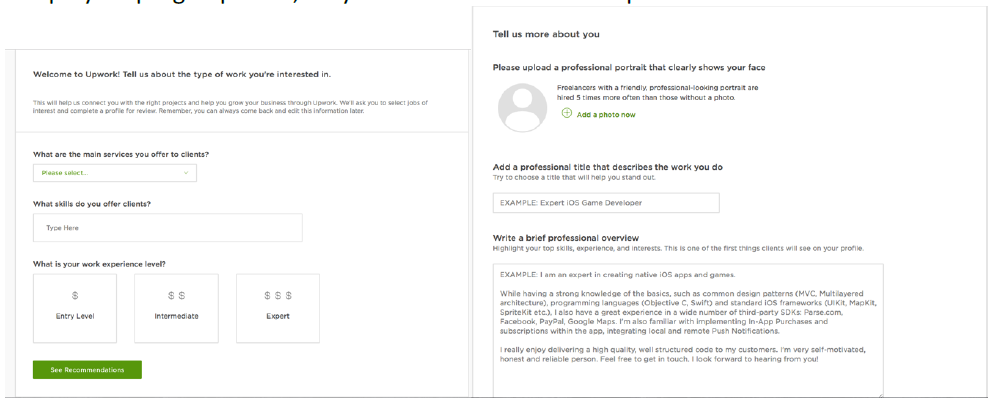 Welcome to Upwork! Tell us about the type of work you're interested in.
This will help us connect you with the right projects and help you grow your business through Upwork. We'll ask you to select jobs of
interest and complete a profile for review. Remember, you can always come back and edit this information later.
What are the main services you offer to clients?
Please select...
What skills do you offer clients?
Type Here
What is your work experience level?
$
$ $
$ $ $
Entry Level
Intermediate
Expert
See Recommendations
Tell us more about you
Please upload a professional portrait that clearly shows your face
Freelancers with a friendly, professional-looking portrait are
hired 5 times more often than those without a photo.
Add a photo now
Add a professional title that describes the work you do
Try to choose a title that will help you stand out.
EXAMPLE: Expert iOS Game Developer
Write a brief professional overview
Highlight your top skills, experience, and interests. This is one of the first things clients will see on your profile.
EXAMPLE: I am an expert in creating native iOS apps and games.
While having a strong knowledge of the basics, such as common design patterns (MVC, Multilayered
architecture), programming languages (Objective C, Swift) and standard iOS frameworks (UIKit, MapKit,
SpriteKit etc.), I also have a great experience in a wide number of third-party SDKs: Parse.com,
Facebook, PayPal, Google Maps. I'm also familiar with implementing In-App Purchases and
subscriptions within the app, integrating local and remote Push Notifications.
I really enjoy delivering a high quality, well structured code to my customers. I'm very self-motivated,
honest and reliable person. Feel free to get in touch. I look forward to hearing from you!